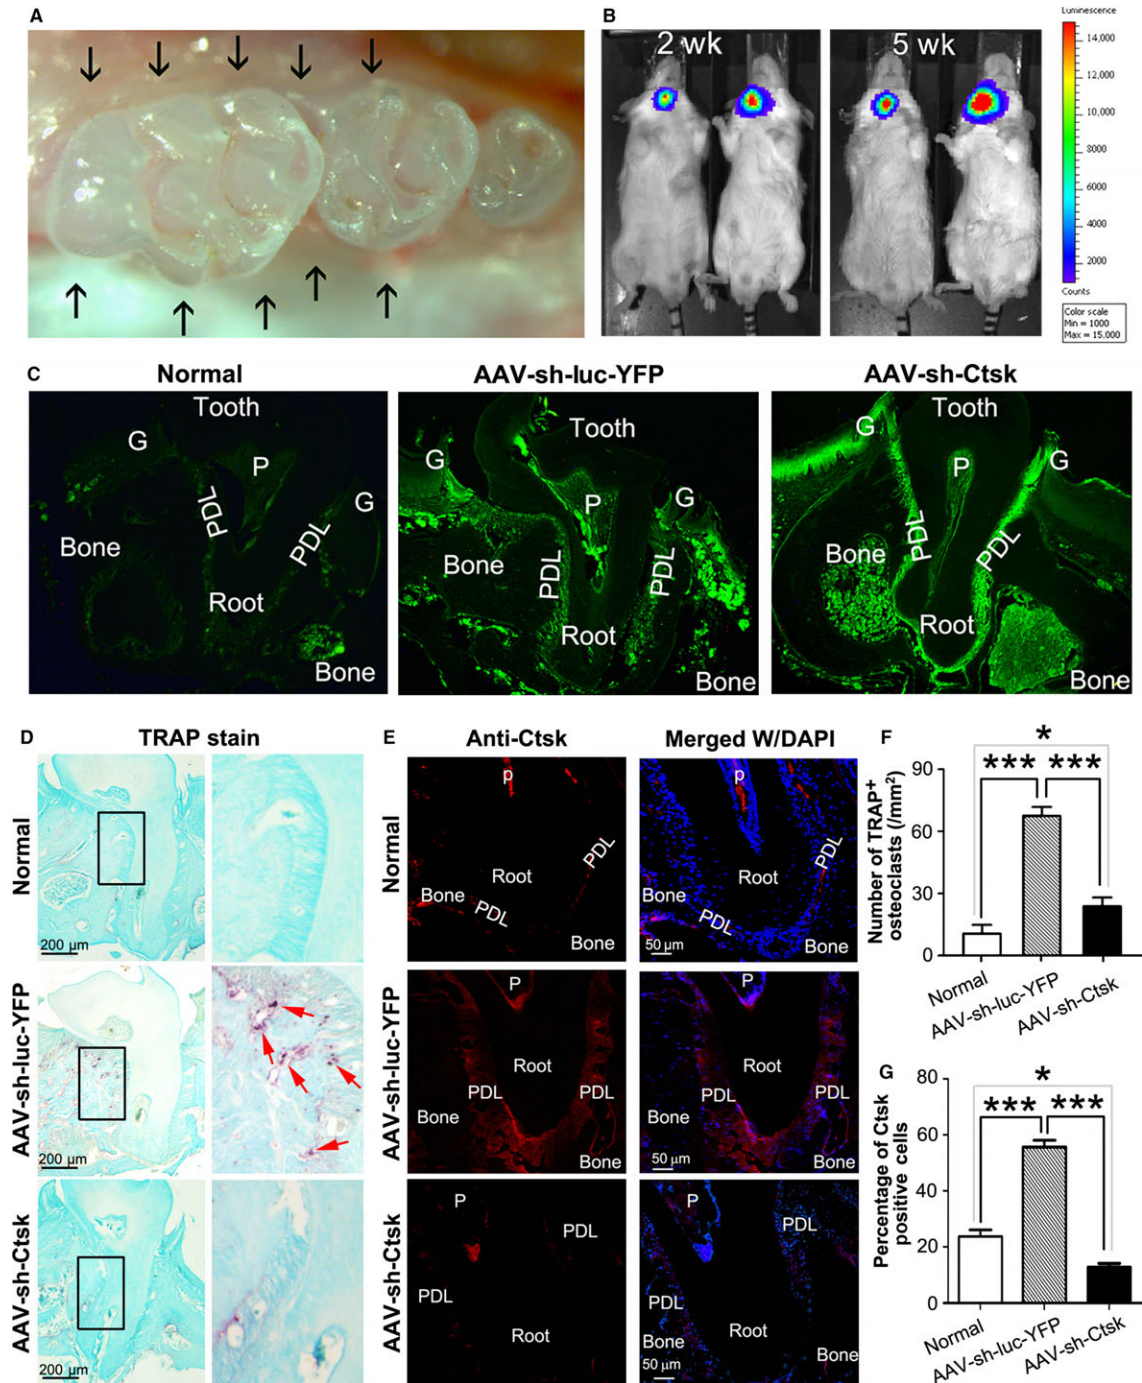 A
B
2 wk
5 wk
Luminescence
14,000
12,000
10,000
8000
6000
4000
2000
Counts
Color scale
Min = 1000
Max = 15,000
C
Normal
AAV-sh-luc-YFP
AAV-sh-Ctsk
Tooth
G
P
G
PDL
PDL
Bone
Root
Bone
Tooth
G
P
G
Bone
PDL
PDL
Root
Bone
Tooth
G
P
G
PDL
PDL
Bone
Root
Bone
D
TRAP stain
Normal
200 µm
AAV-sh-luc-YFP
200 µm
AAV-sh-Ctsk
200 µm
E
Anti-Ctsk
Merged W/DAPI
Normal
p
PDL
Root
Bone
PDL
Bone
p
PDL
Root
Bone
PDL
Bone
50 µm
AAV-sh-luc-YFP
P
Root
PDL
PDL
Bone
Bone
P
Root
PDL
PDL
Bone
Bone
50 µm
AAV-sh-Ctsk
P
PDL
PDL
Root
P
PDL
PDL
Bone
Root
Bone
50 µm
F
*
*** ***
Number of TRAP+
osteoclasts (/mm2)
90
60
30
0
Normal
AAV-sh-luc-YFP
AAV-sh-Ctsk
G
*
*** ***
Percentage of Ctsk
positive cells
80
60
40
20
0
Normal
AAV-sh-luc-YFP
AAV-sh-Ctsk